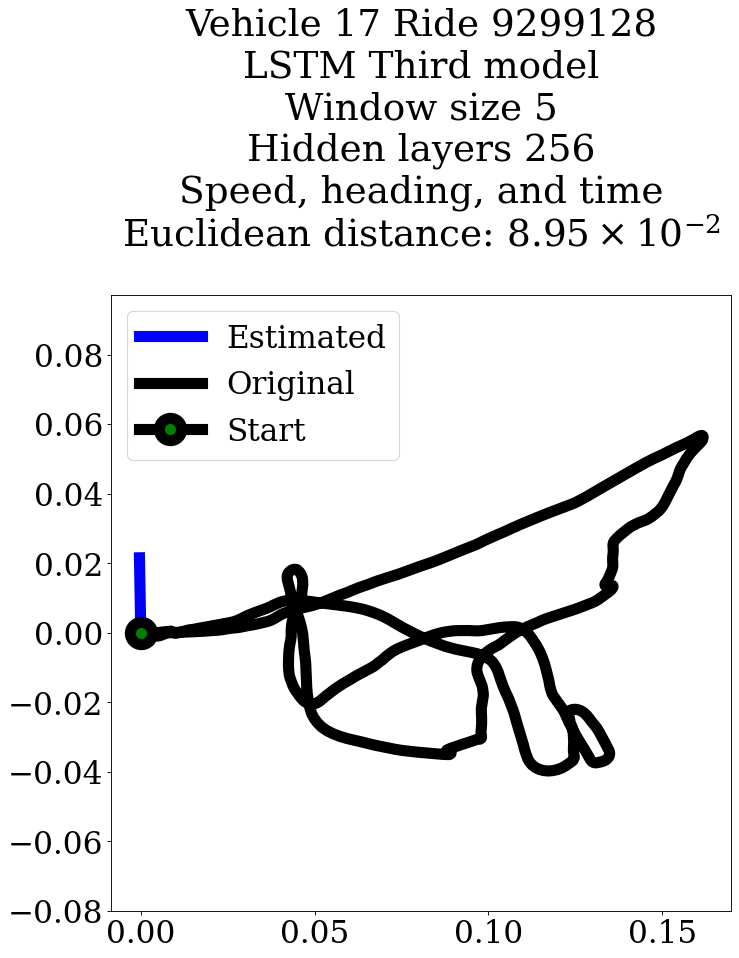 Vehicle 17 Ride 9299128
LSTM Third model
Window size 5
Hidden layers 256
Speed, heading, and time
Euclidean distance: 8.95 × 10⁻²
Estimated
Original
Start
0.08
0.06
0.04
0.02
0.00
−0.02
−0.04
−0.06
−0.08
0.00 0.05 0.10 0.15